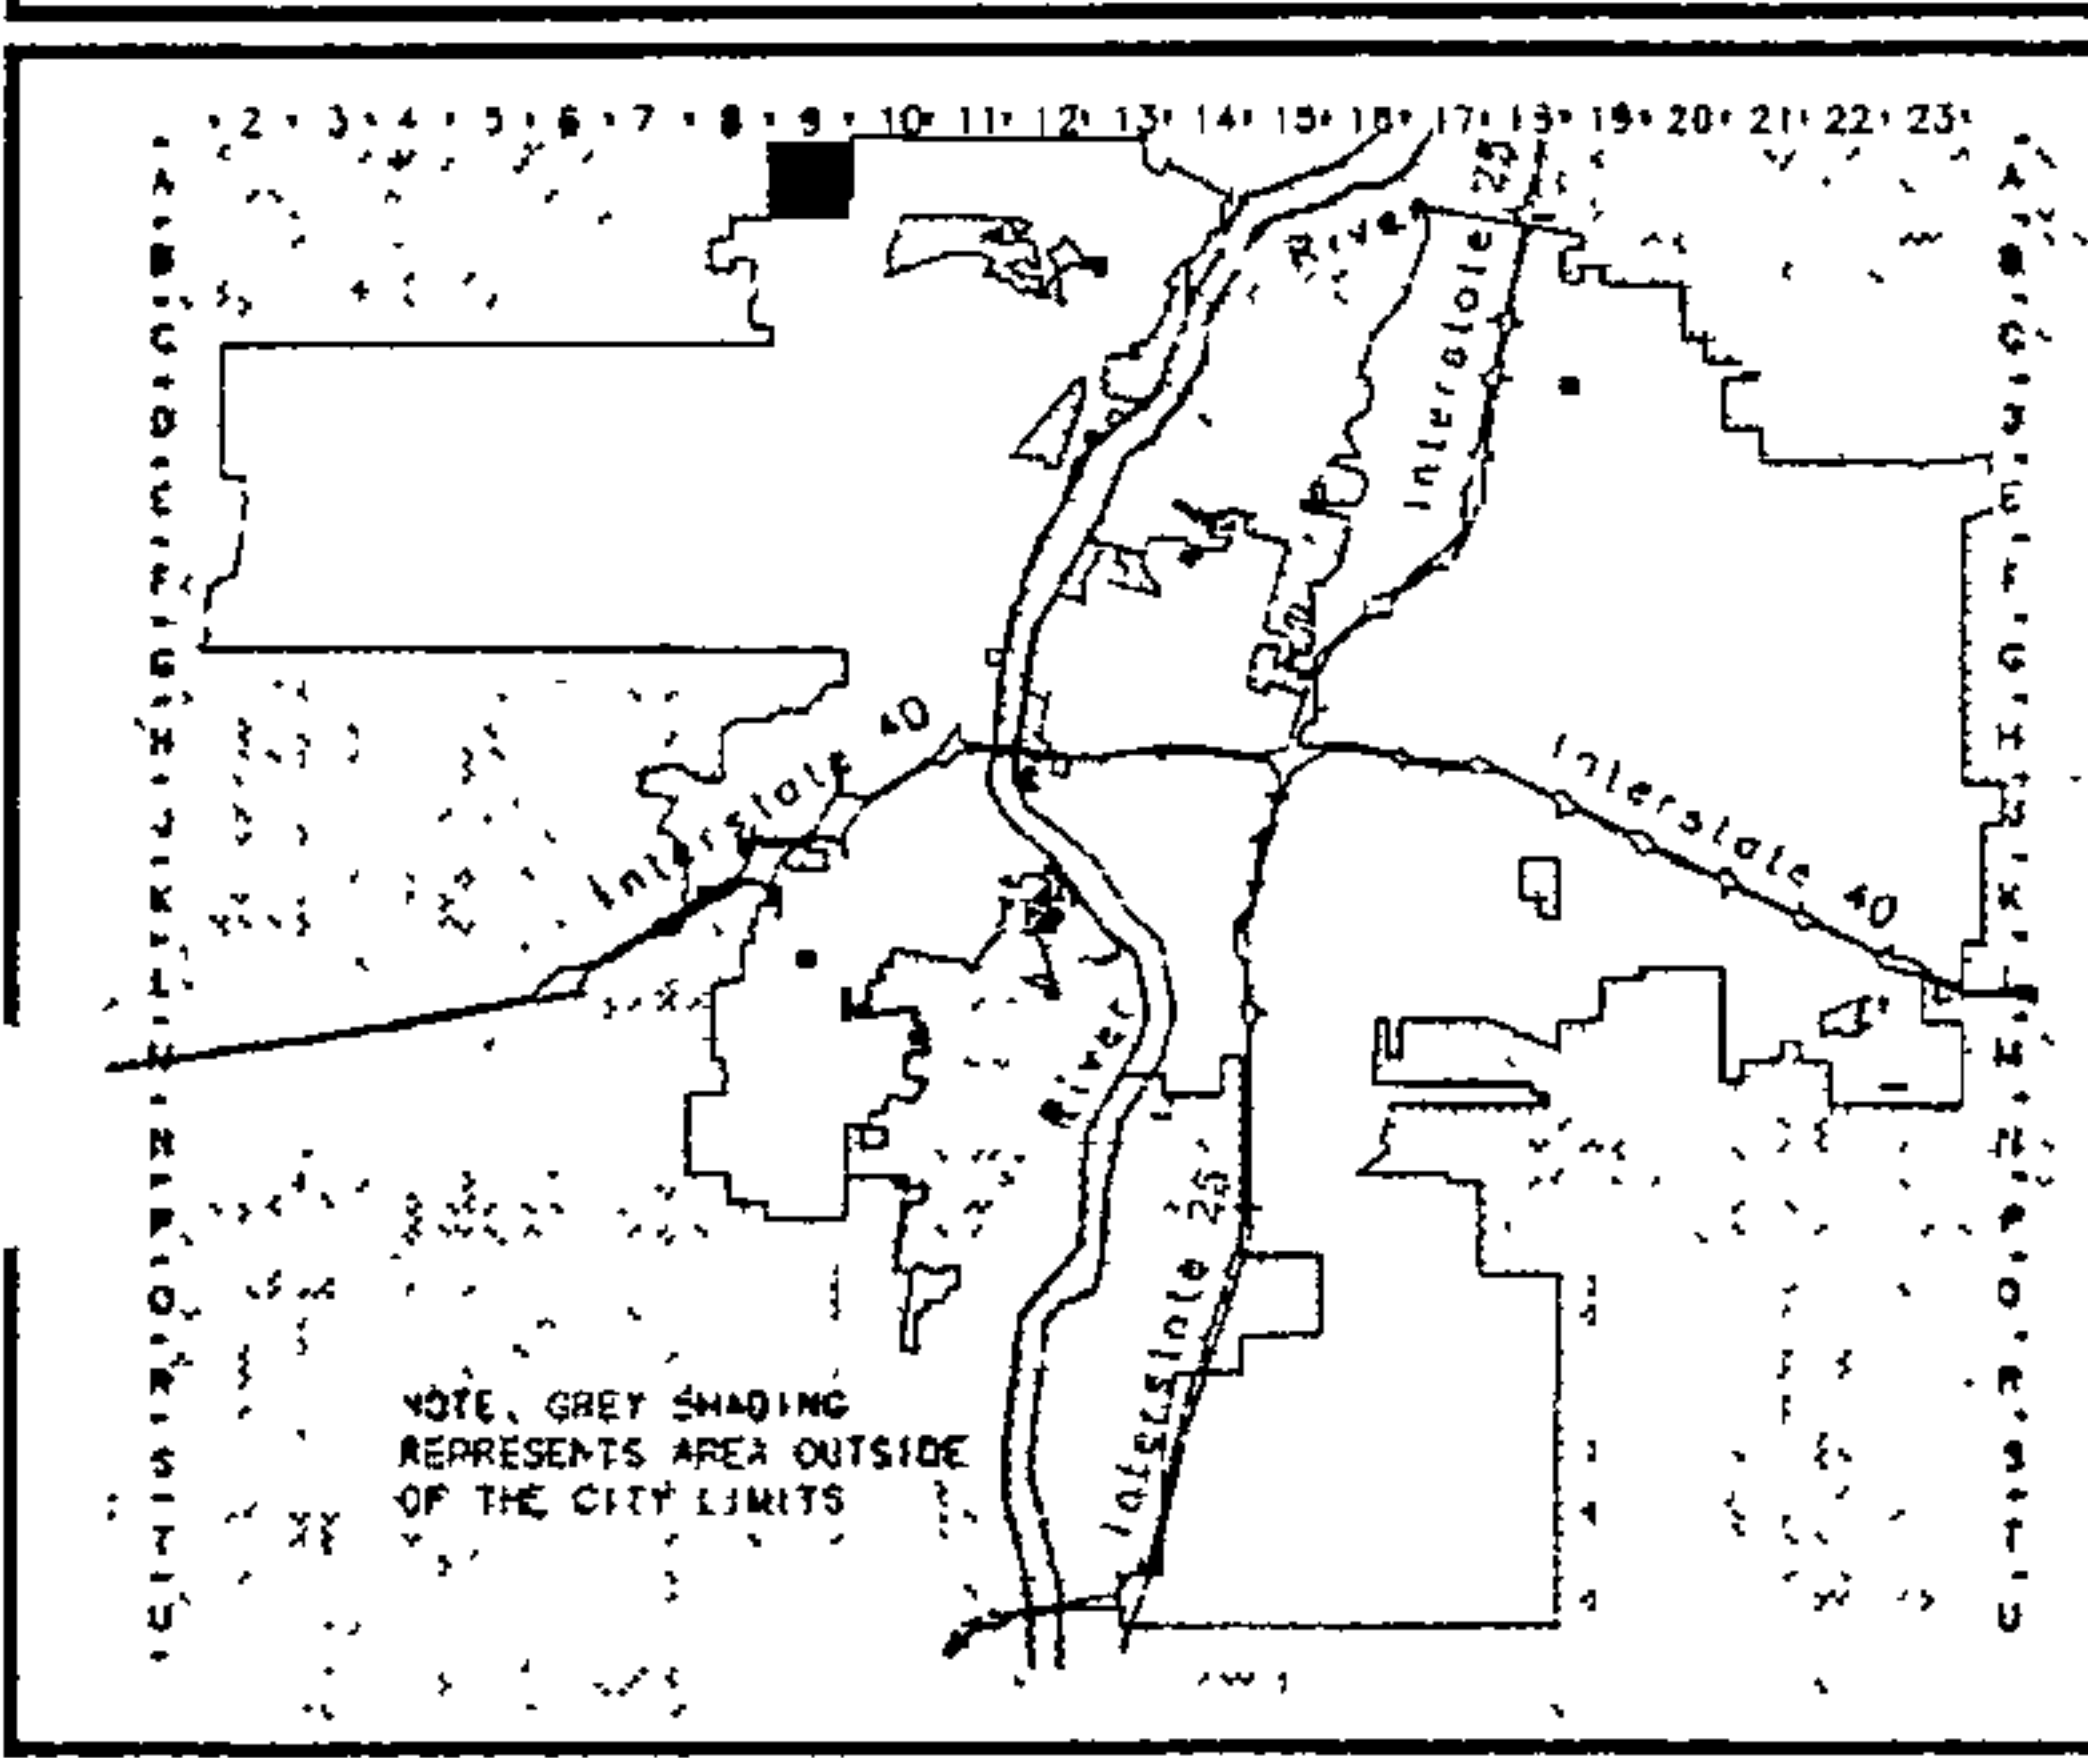 2 3 4 5 6 7 8 9 10 11 12 13 14 15 16 17 18 19 20 21 22 23
A A
B B
C C
D D
E E
F F
G G
H H
J J
K K
L L
M M
N N
P P
Q Q
R R
S S
T T
U U
25
River
Interstate
Interstate 40
Interstate 40
River
Interstate 25
NOTE. GREY SHADING
REPRESENTS AREA OUTSIDE
OF THE CITY LIMITS